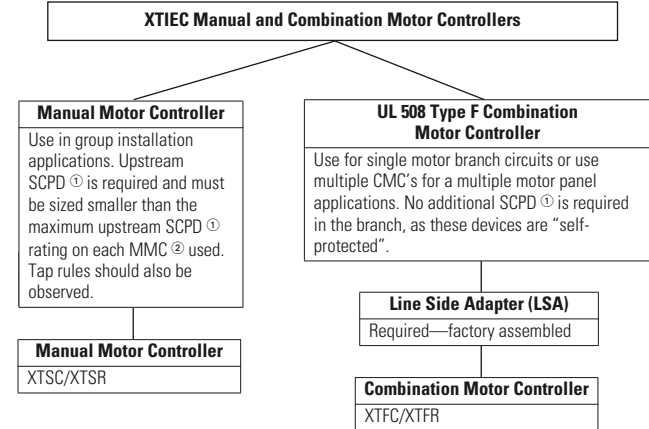 XTIEC Manual and Combination Motor Controllers
Manual Motor Controller
Use in group installation
applications. Upstream
SCPD ① is required and must
be sized smaller than the
maximum upstream SCPD ①
rating on each MMC ② used.
Tap rules should also be
observed.
Manual Motor Controller
XTSC/XTSR
UL 508 Type F Combination
Motor Controller
Use for single motor branch circuits or use
multiple CMC's for a multiple motor panel
applications. No additional SCPD ① is required
in the branch, as these devices are “self-
protected”.
Line Side Adapter (LSA)
Required—factory assembled
Combination Motor Controller
XTFC/XTFR